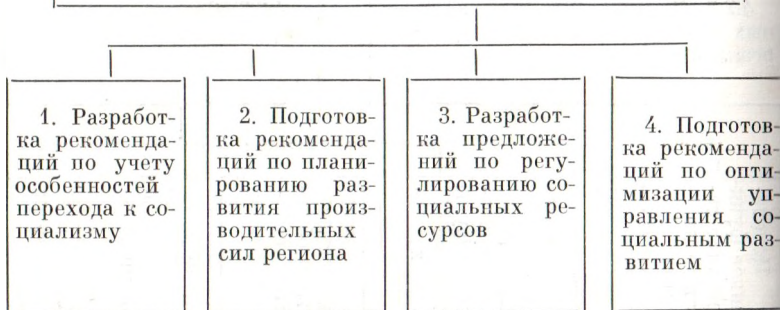 1. Разработ-
ка рекоменда-
ций по учету
особенностей
перехода к со-
циализму
2. Подготов-
ка рекоменда-
ций по плани-
рованию раз-
вития произ-
водительных
сил региона
3. Разработ-
ка предложе-
ний по регу-
лированию со-
циальных ре-
сурсов
4. Подготов-
ка рекоменда-
ций по опти-
мизации уп-
равления со-
циальным раз-
витием